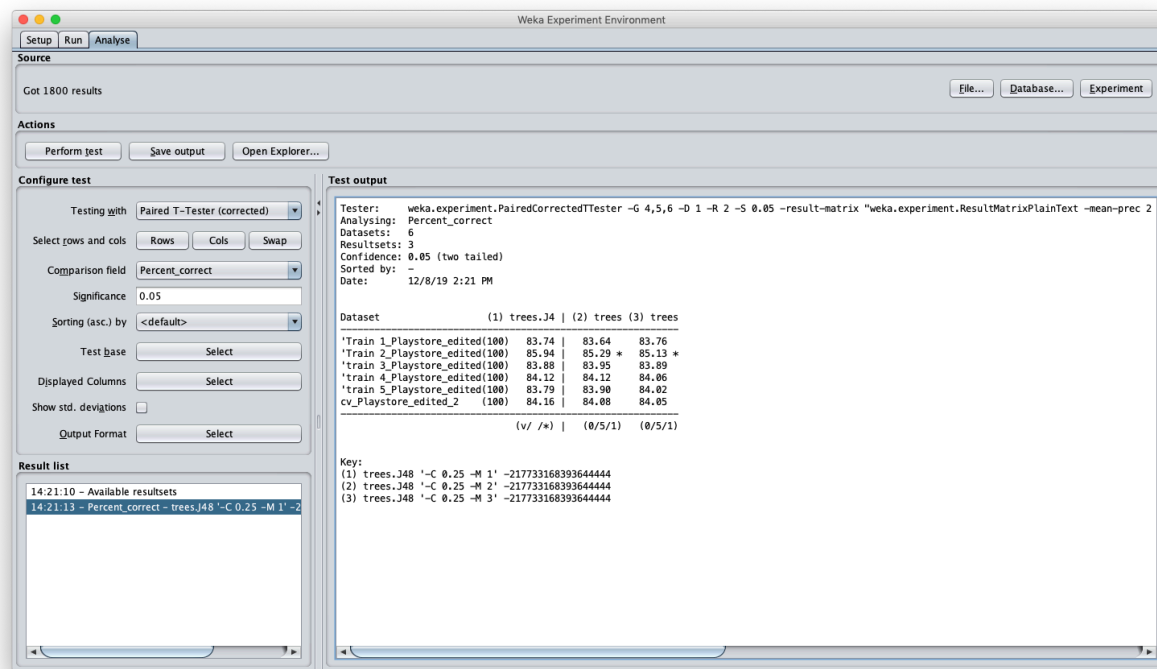 Weka Experiment Environment
Setup Run Analyse
Source
Got 1800 results
File... Database... Experiment
Actions
Perform test Save output Open Explorer...
Configure test
Testing with Paired T-Tester (corrected)
Select rows and cols Rows Cols Swap
Comparison field Percent_correct
Significance 0.05
Sorting (asc.) by <default>
Test base Select
Displayed Columns Select
Show std. deviations
Output Format Select
Result list
14:21:10 - Available resultsets
14:21:13 - Percent_correct - trees.J48 '-C 0.25 -M 1' -2
Test output
Tester: weka.experiment.PairedCorrectedTTester -G 4,5,6 -D 1 -R 2 -S 0.05 -result-matrix "weka.experiment.ResultMatrixPlainText -mean-prec 2
Analysing: Percent_correct
Datasets: 6
Resultsets: 3
Confidence: 0.05 (two tailed)
Sorted by: -
Date: 12/8/19 2:21 PM
Dataset (1) trees.J4 | (2) trees (3) trees
'Train 1_Playstore_edited(100) 83.74 | 83.64 83.76
'Train 2_Playstore_edited(100) 85.94 | 85.29 * 85.13 *
'train 3_Playstore_edited(100) 83.88 | 83.95 83.89
'train 4_Playstore_edited(100) 84.12 | 84.12 84.06
'train 5_Playstore_edited(100) 83.79 | 83.90 84.02
cv_Playstore_edited_2 (100) 84.16 | 84.08 84.05
(v/ /*) | (0/5/1) (0/5/1)
Key:
(1) trees.J48 '-C 0.25 -M 1' -217733168393644444
(2) trees.J48 '-C 0.25 -M 2' -217733168393644444
(3) trees.J48 '-C 0.25 -M 3' -217733168393644444